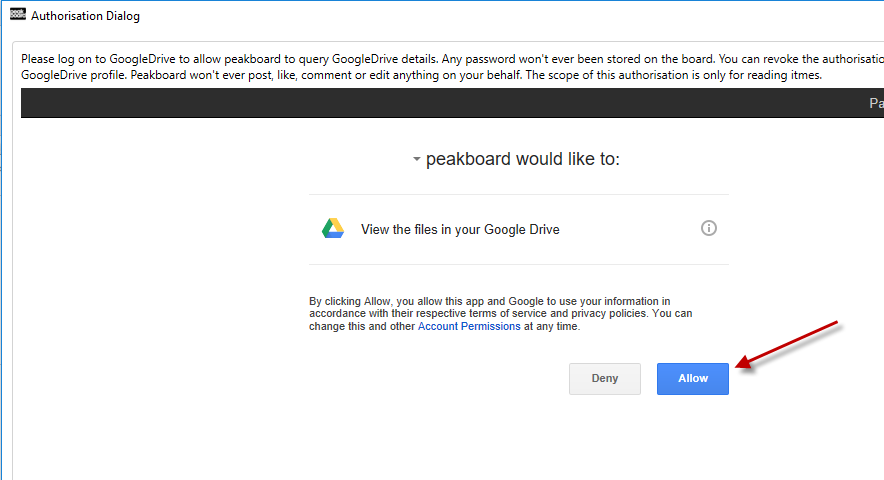 peak
board
Authorisation Dialog
Please log on to GoogleDrive to allow peakboard to query GoogleDrive details. Any password won't ever been stored on the board. You can revoke the authorisatio
GoogleDrive profile. Peakboard won't ever post, like, comment or edit anything on your behalf. The scope of this authorisation is only for reading itmes.
Pa
peakboard would like to:
View the files in your Google Drive
By clicking Allow, you allow this app and Google to use your information in
accordance with their respective terms of service and privacy policies. You can
change this and other Account Permissions at any time.
Deny
Allow